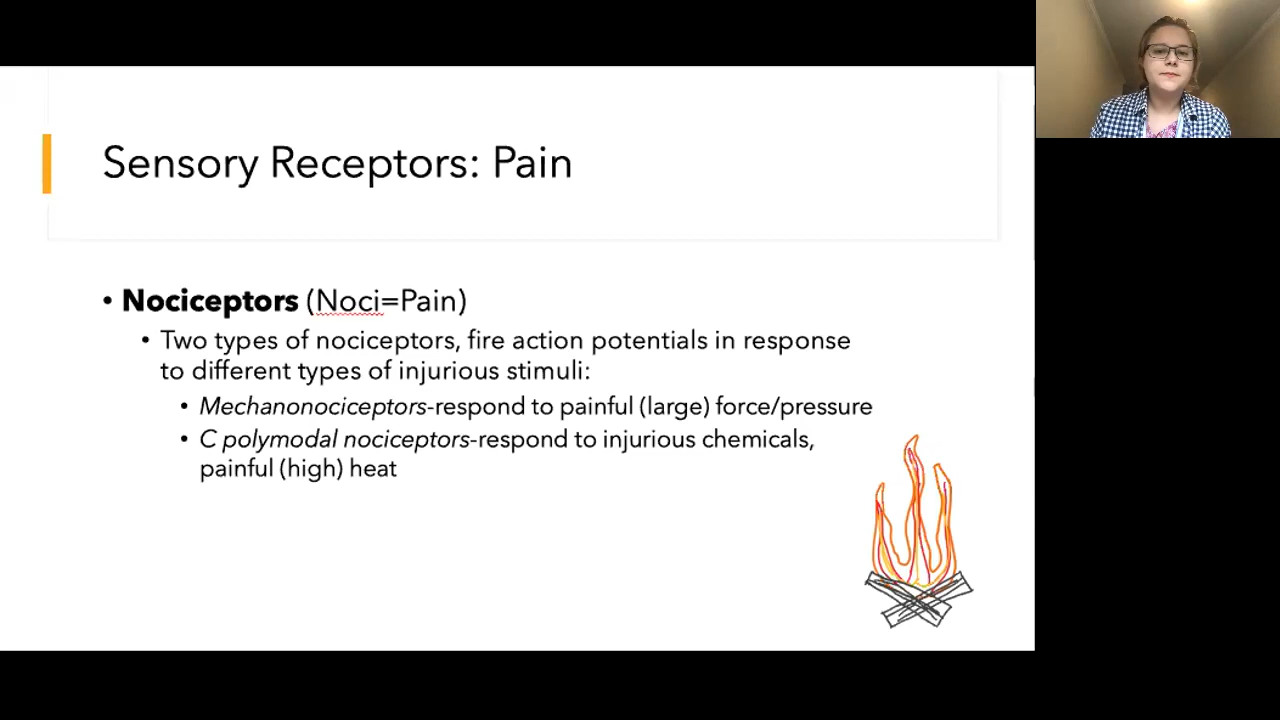 Sensory Receptors: Pain
• Nociceptors (Noci=Pain)
• Two types of nociceptors, fire action potentials in response
to different types of injurious stimuli:
• Mechanonociceptors-respond to painful (large) force/pressure
• C polymodal nociceptors-respond to injurious chemicals,
painful (high) heat